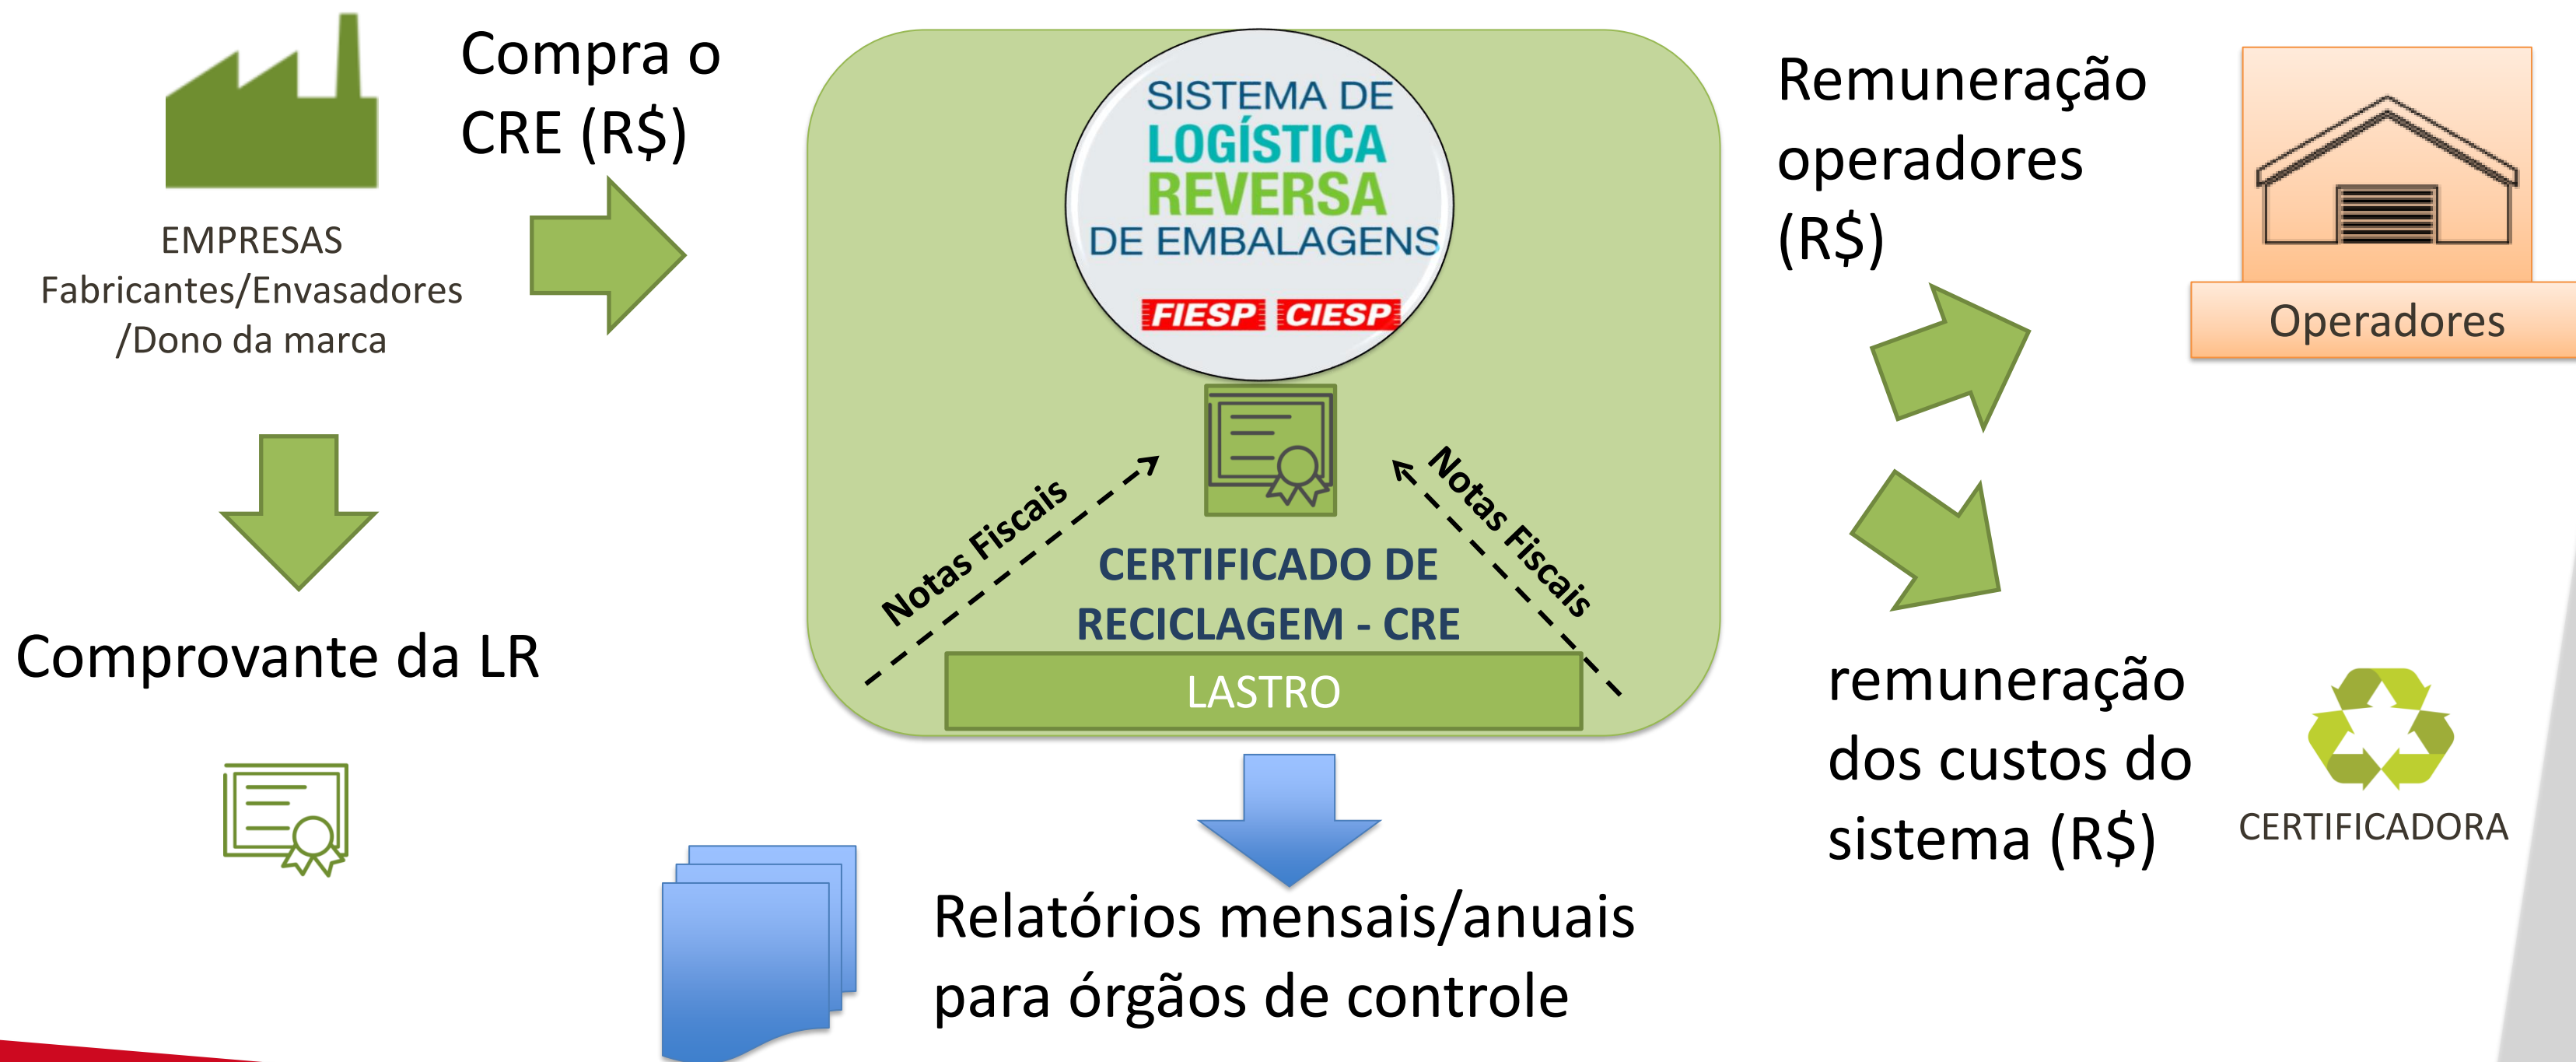 Compra o
CRE (R$)
EMPRESAS
Fabricantes/Envasadores
/Dono da marca
Comprovante da LR
SISTEMA DE
LOGÍSTICA
REVERSA
DE EMBALAGENS
FIESP CIESP
Notas Fiscais
Notas Fiscais
CERTIFICADO DE
RECICLAGEM - CRE
LASTRO
Relatórios mensais/anuais
para órgãos de controle
Remuneração
operadores
(R$)
Operadores
remuneração
dos custos do
sistema (R$)
CERTIFICADORA